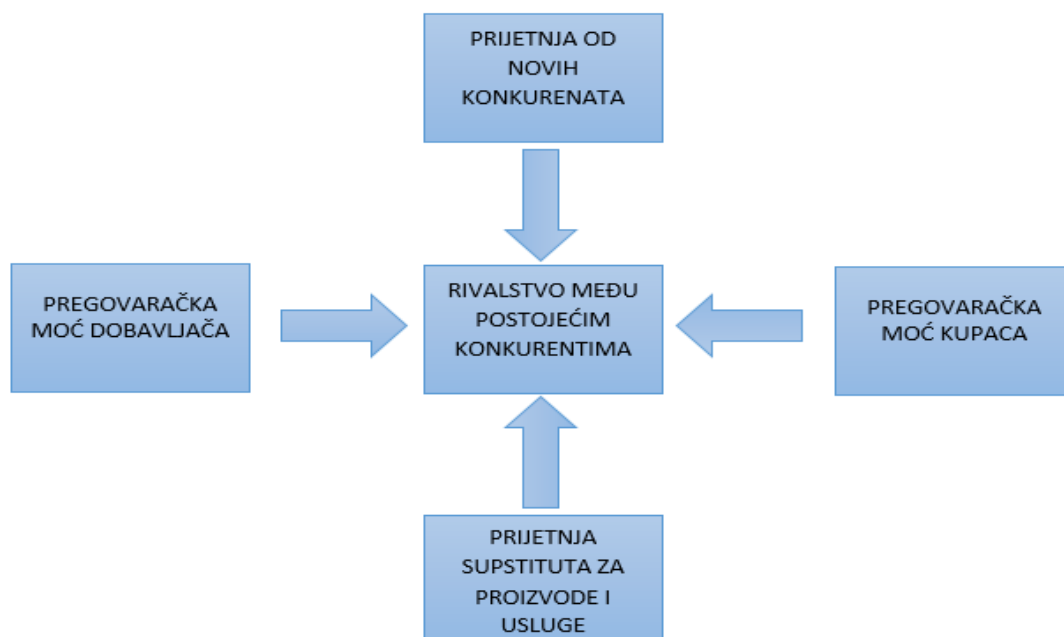 PRIJETNJA OD
NOVIH
KONKURENATA
PREGOVARAČKA
MOĆ DOBAVLJAČA
RIVALSTVO MEĐU
POSTOJEĆIM
KONKURENTIMA
PREGOVARAČKA
MOĆ KUPACA
PRIJETNJA
SUPSTITUTA ZA
PROIZVODE I
USLUGE